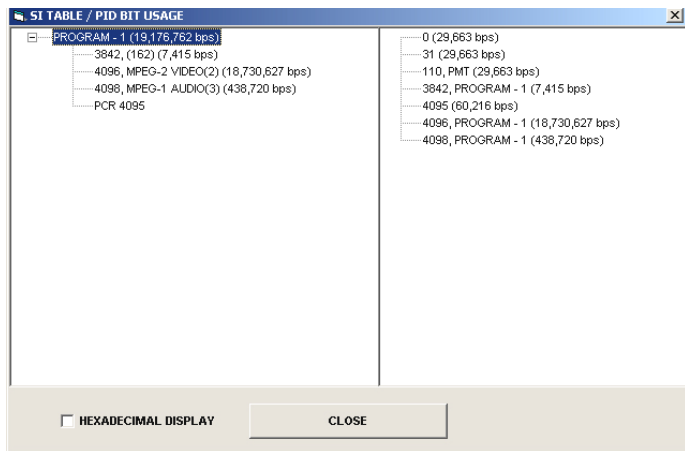 SI TABLE / PID BIT USAGE
PROGRAM - 1 (19,176,762 bps)
3842, (162) (7,415 bps)
4096, MPEG-2 VIDEO(2) (18,730,627 bps)
4098, MPEG-1 AUDIO(3) (438,720 bps)
PCR 4095
0 (29,663 bps)
31 (29,663 bps)
110, PMT (29,663 bps)
3842, PROGRAM - 1 (7,415 bps)
4095 (60,216 bps)
4096, PROGRAM - 1 (18,730,627 bps)
4098, PROGRAM - 1 (438,720 bps)
HEXADECIMAL DISPLAY
CLOSE